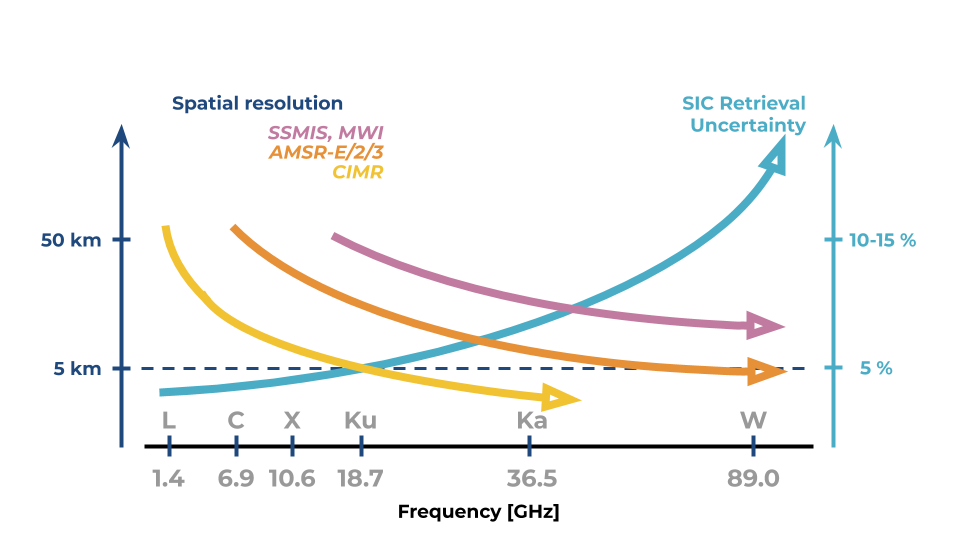 Spatial resolution
SSMIS, MWI
AMSR-E/2/3
CIMR
SIC Retrieval
Uncertainty
50 km
10-15 %
5 km
5 %
L C X Ku Ka W
1.4 6.9 10.6 18.7 36.5 89.0
Frequency [GHz]